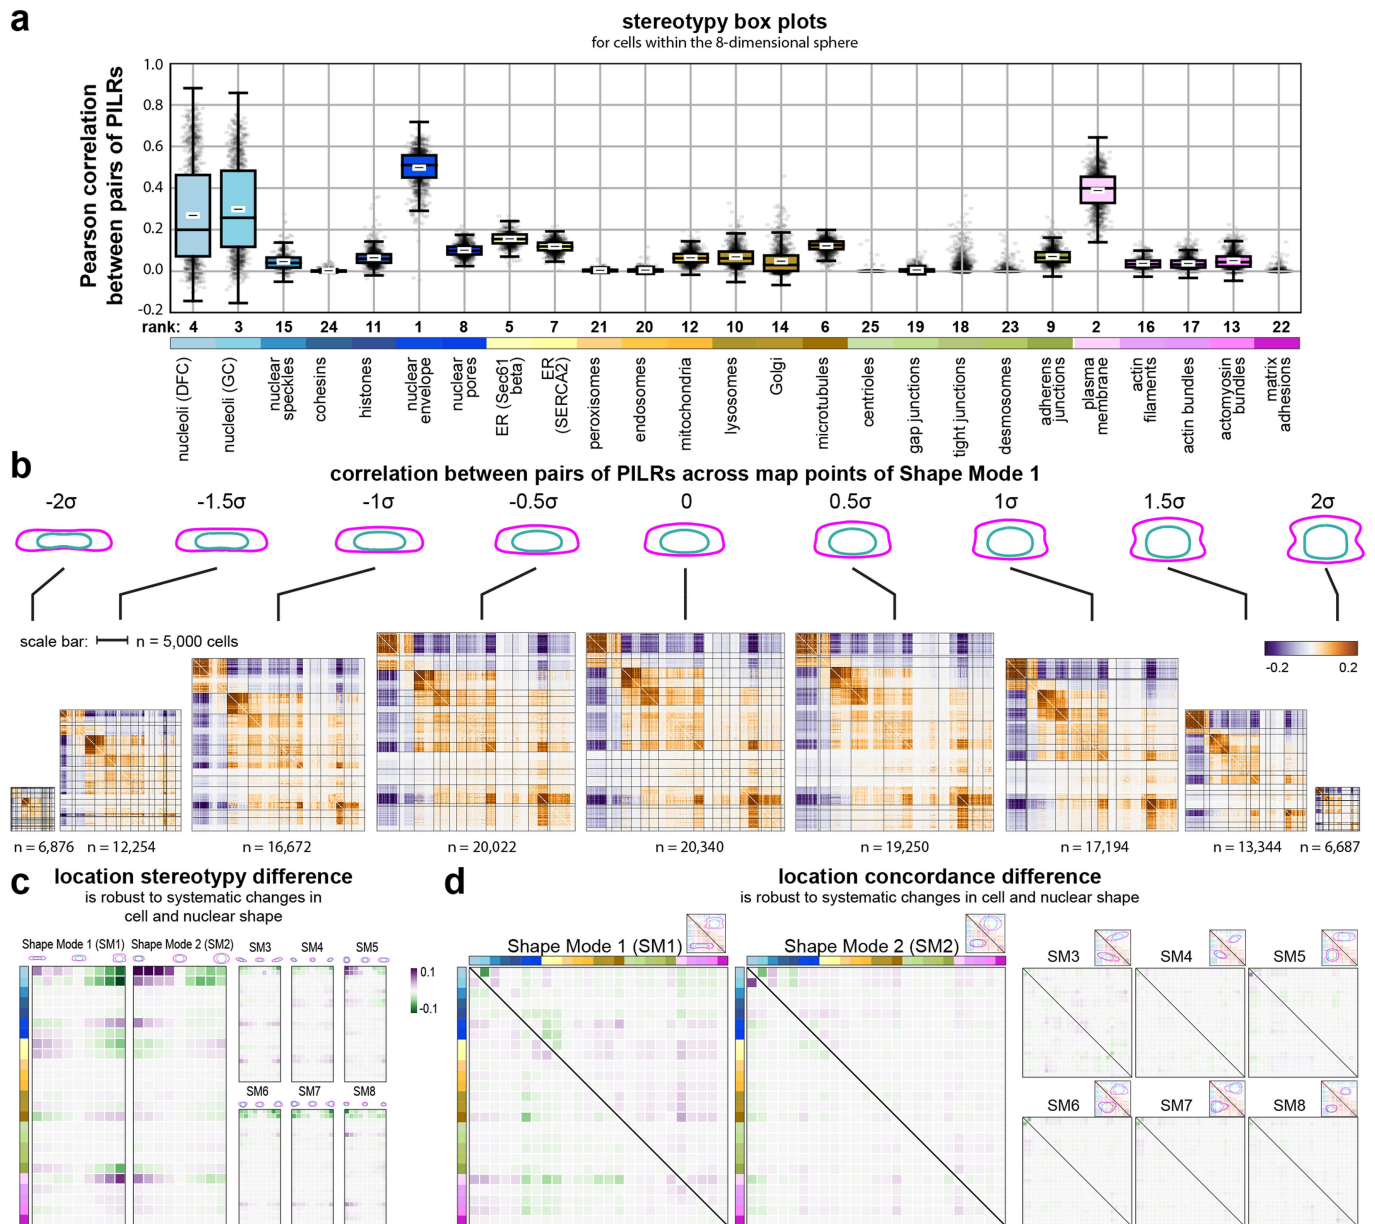 a
stereotypy box plots
for cells within the 8-dimensional sphere
Pearson correlation
between pairs of PILRs
1.0
0.8
0.6
0.4
0.2
0.0
-0.2
rank: 4 3 15 24 11 1 8 5 7 21 20 12 10 14 6 25 19 18 23 9 2 16 17 13 22
nucleoli (DFC)
nucleoli (GC)
nuclear
speckles
cohesins
histones
nuclear
envelope
nuclear
pores
ER (Sec61
beta)
ER
(SERCA2)
peroxisomes
endosomes
mitochondria
lysosomes
Golgi
microtubules
centrioles
gap junctions
tight junctions
desmosomes
adherens
junctions
plasma
membrane
actin
filaments
actin bundles
actomyosin
bundles
matrix
adhesions
b
correlation between pairs of PILRs across map points of Shape Mode 1
-2σ -1.5σ -1σ -0.5σ 0 0.5σ 1σ 1.5σ 2σ
scale bar: n = 5,000 cells
-0.2 0.2
n = 6,876 n = 12,254 n = 16,672 n = 20,022 n = 20,340 n = 19,250 n = 17,194 n = 13,344 n = 6,687
c
location stereotypy difference
is robust to systematic changes in
cell and nuclear shape
Shape Mode 1 (SM1) Shape Mode 2 (SM2) SM3 SM4 SM5
0.1
-0.1
SM6 SM7 SM8
d
location concordance difference
is robust to systematic changes in cell and nuclear shape
Shape Mode 1 (SM1) Shape Mode 2 (SM2) SM3 SM4 SM5
SM6 SM7 SM8